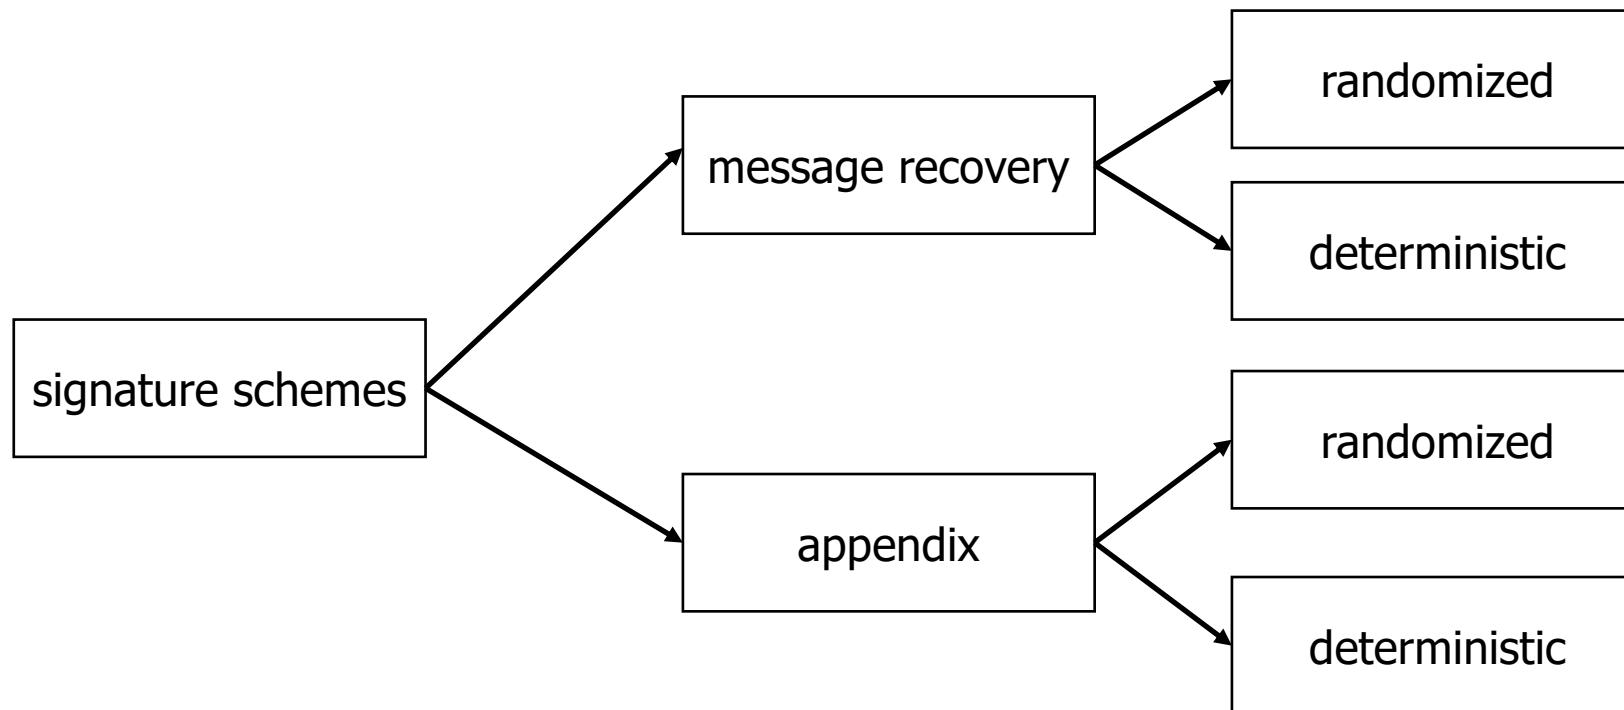 signature schemes
message recovery
randomized
deterministic
appendix
randomized
deterministic